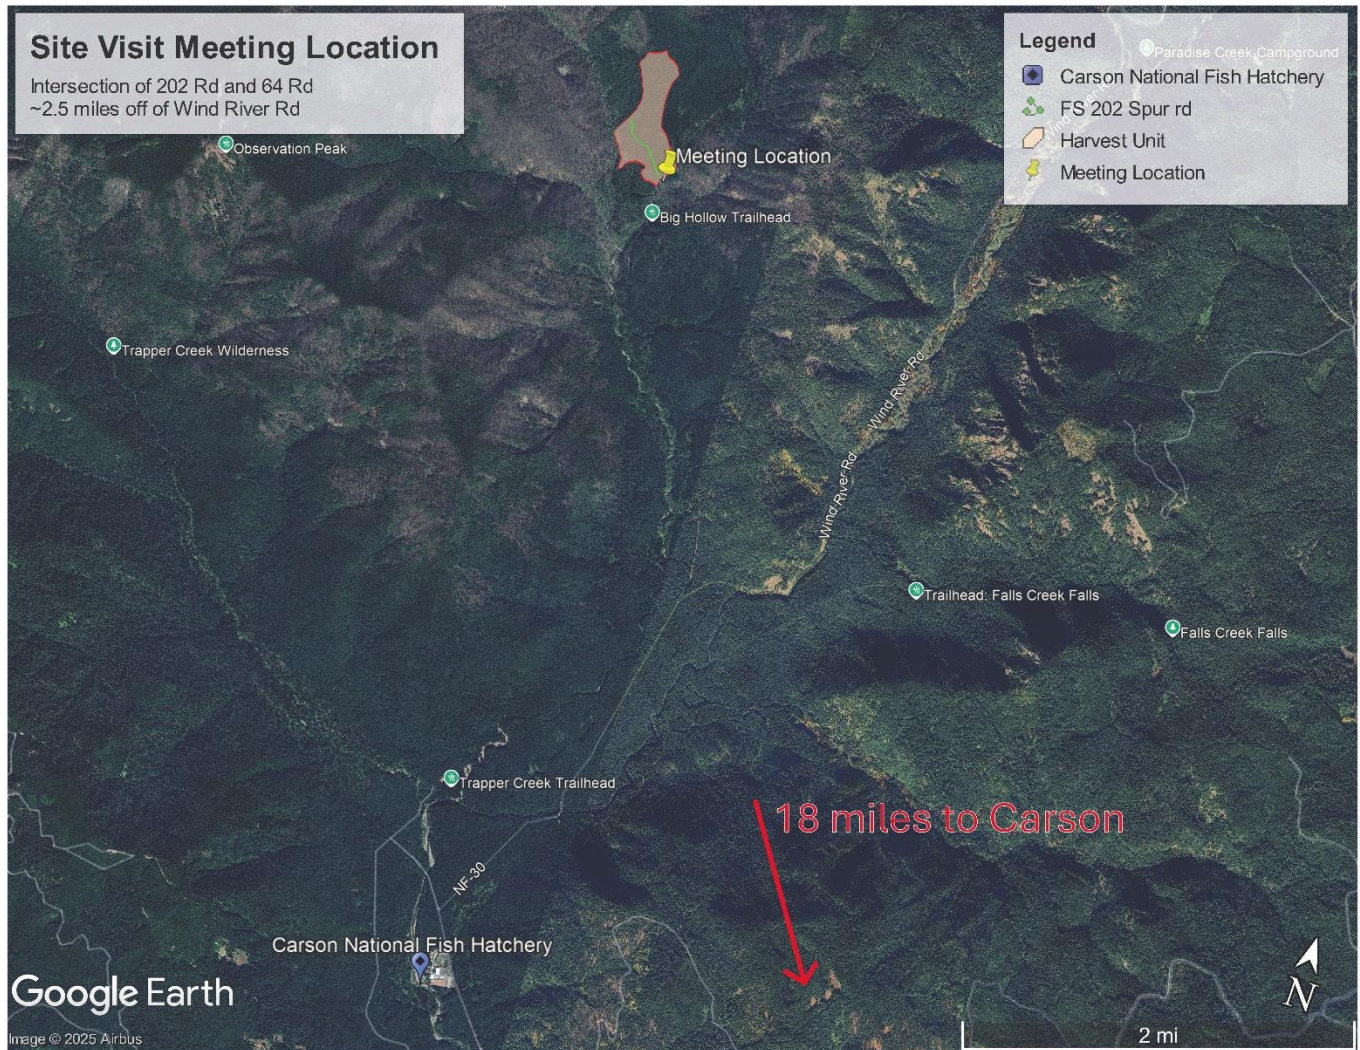 Site Visit Meeting Location
Intersection of 202 Rd and 64 Rd
~2.5 miles off of Wind River Rd
Legend
Carson National Fish Hatchery
FS 202 Spur rd
Harvest Unit
Meeting Location
Paradise Creek Campground
Wind River Rd
Observation Peak
Meeting Location
Big Hollow Trailhead
Trapper Creek Wilderness
Wind River Rd
Wind River Rd
Trailhead: Falls Creek Falls
Falls Creek Falls
Trapper Creek Trailhead
18 miles to Carson
NF-30
Carson National Fish Hatchery
Google Earth
N
Image © 2025 Airbus
2 mi